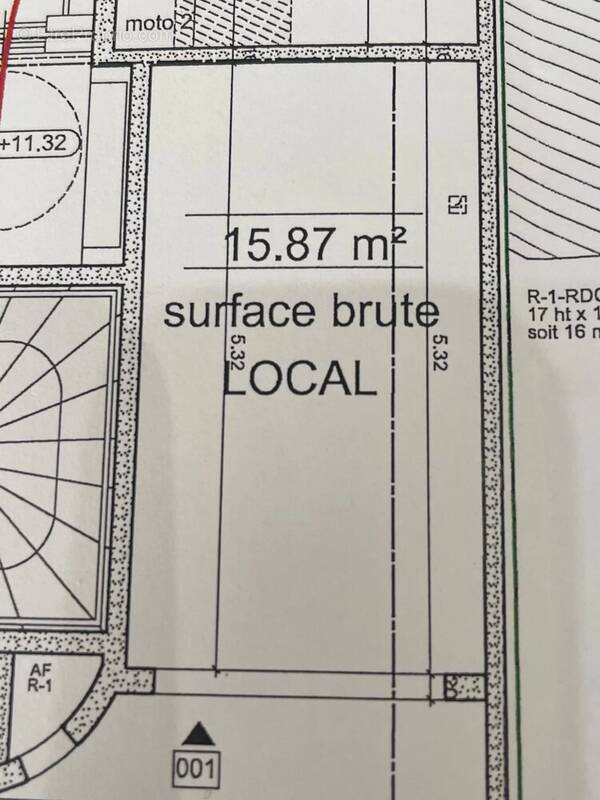 moto 2
+11.32
15.87 m²
surface brute
LOCAL
5.32
5.32
R-1-RDC
17 ht x 1
soit 16 m
AF
R-1
001